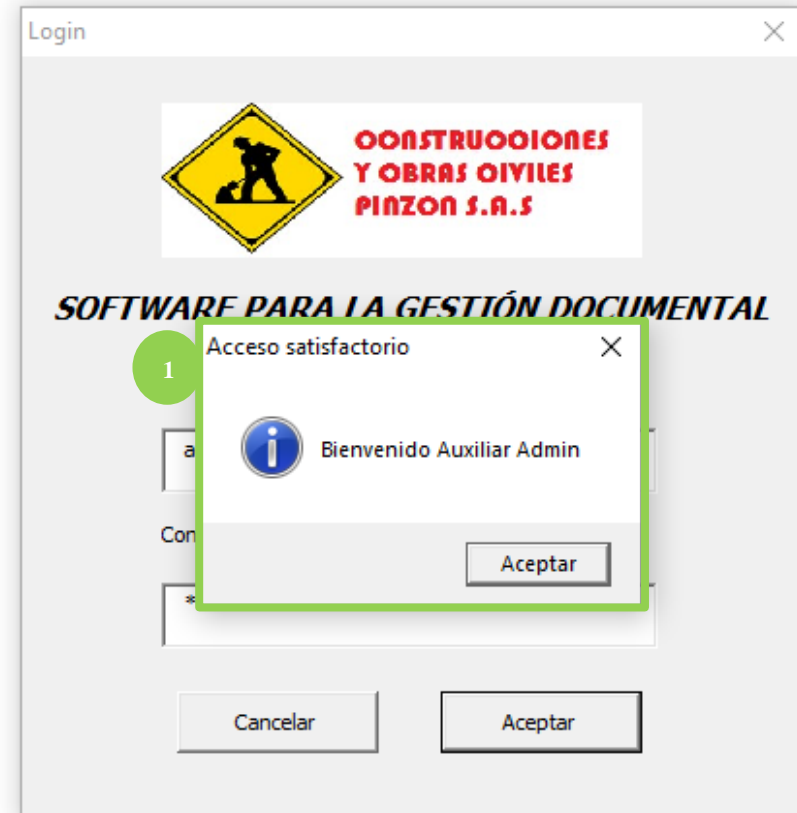 Login
OONSTRUOOIONES
Y OBRAS OIVILES
PINZON S.A.S
SOFTWARE PARA LA GESTIÓN DOCUMENTAL
1
Acceso satisfactorio
Bienvenido Auxiliar Admin
Aceptar
a
Con
*
Cancelar
Aceptar